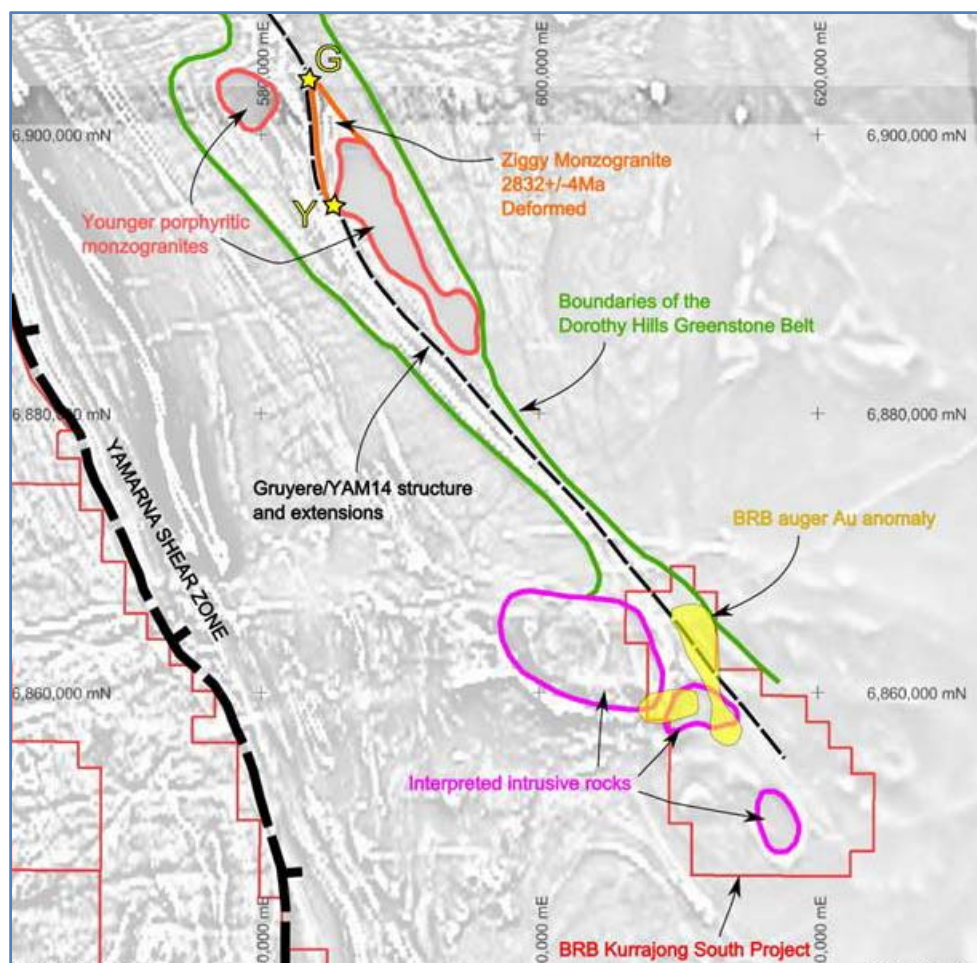 580,000 mE
600,000 mE
620,000 mE
G
6,900,000 mN
6,900,000 mN
Ziggy Monzogranite
2832+/-4Ma
Deformed
Y
Younger porphyritic
monzogranites
Boundaries of the
Dorothy Hills Greenstone Belt
6,880,000 mN
6,880,000 mN
YAMARNA SHEAR ZONE
Gruyere/YAM14 structure
and extensions
BRB auger Au anomaly
6,860,000 mN
6,860,000 mN
Interpreted intrusive rocks
BRB Kurrajong South Project